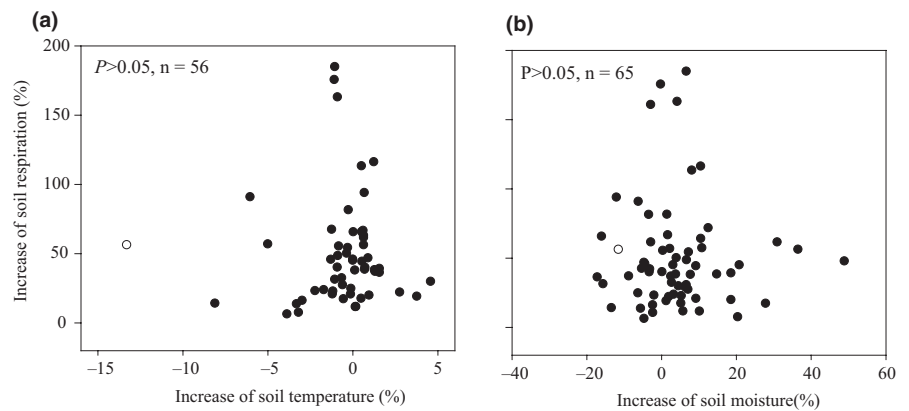 (a)
P>0.05, n = 56
200
150
100
50
0
Increase of soil respiration (%)
−15 −10 −5 0 5
Increase of soil temperature (%)
(b)
P>0.05, n = 65
−40 −20 0 20 40 60
Increase of soil moisture(%)